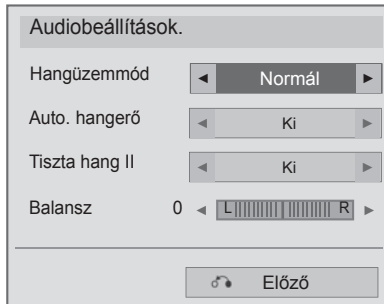 Audiobeállítások.
Hangüzemmód ◄ Normál ►
Auto. hangerő ◄ Ki ►
Tiszta hang II ◄ Ki ►
Balansz 0 ◄ L R ►
Előző